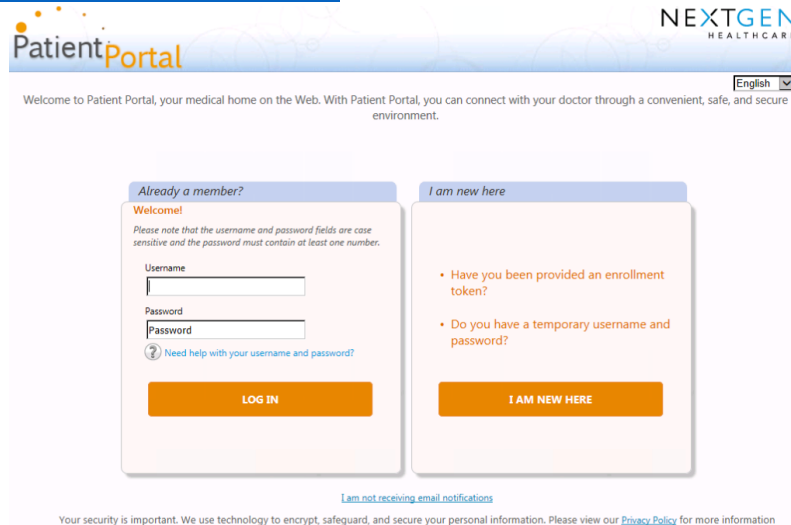 PatientPortal
NEXTGEN
HEALTHCARE
English
Welcome to Patient Portal, your medical home on the Web. With Patient Portal, you can connect with your doctor through a convenient, safe, and secure
environment.
Already a member?
Welcome!
Please note that the username and password fields are case
sensitive and the password must contain at least one number.
Username
Password
Password
? Need help with your username and password?
LOG IN
I am new here
• Have you been provided an enrollment
token?
• Do you have a temporary username and
password?
I AM NEW HERE
I am not receiving email notifications
Your security is important. We use technology to encrypt, safeguard, and secure your personal information. Please view our Privacy Policy for more information